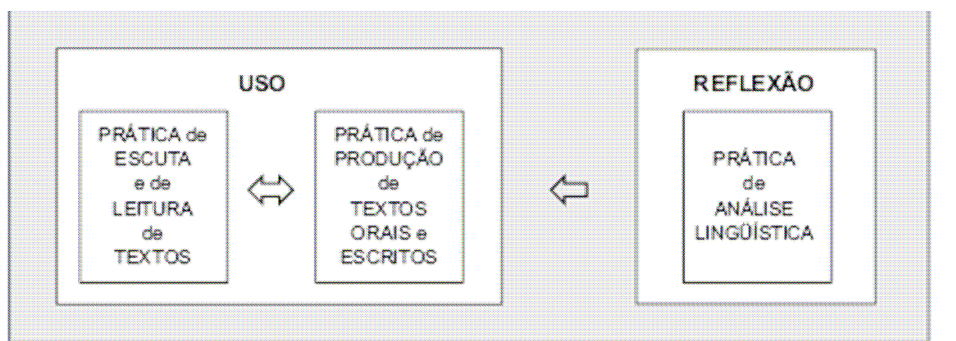 USO
PRÁTICA de
ESCUTA
e de
LEITURA
de
TEXTOS
PRÁTICA de
PRODUÇÃO
de
TEXTOS
ORAIS e
ESCRITOS
REFLEXÃO
PRÁTICA
de
ANÁLISE
LINGÜÍSTICA